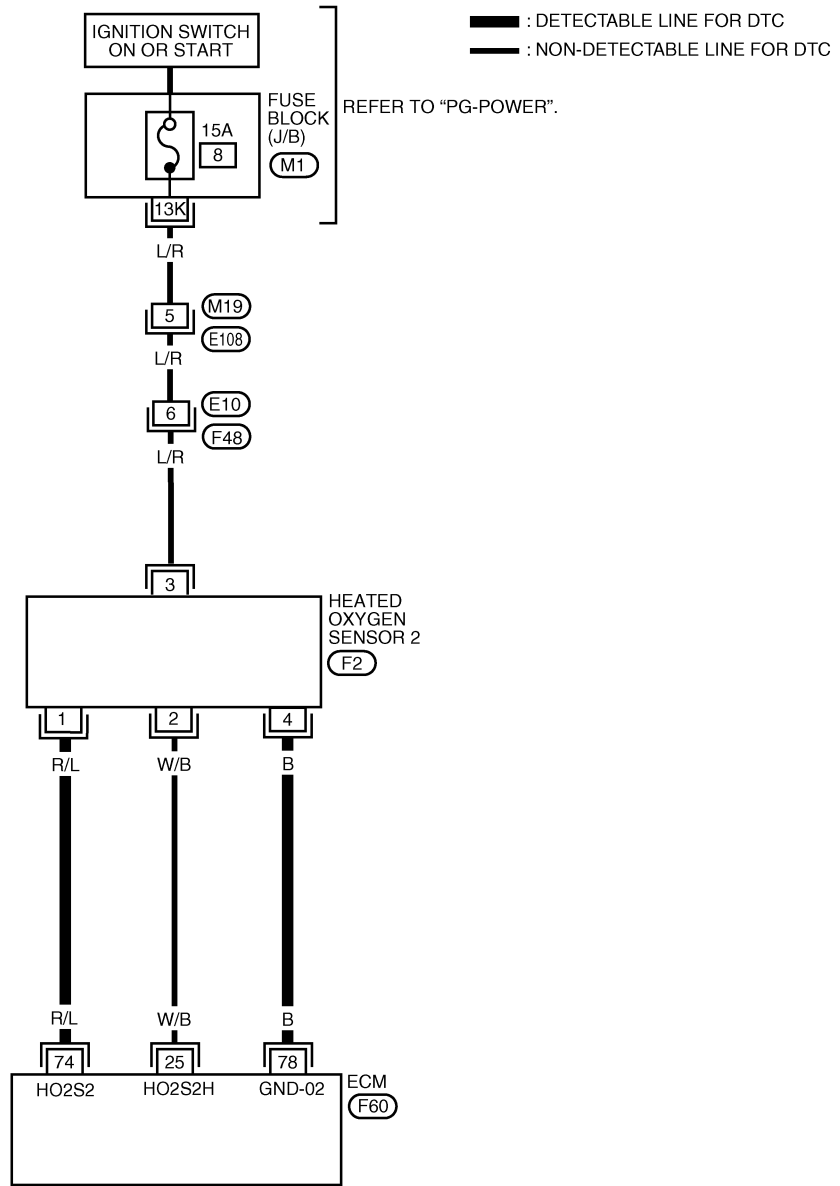 IGNITION SWITCH
ON OR START
: DETECTABLE LINE FOR DTC
: NON-DETECTABLE LINE FOR DTC
FUSE
BLOCK
(J/B)
M1
15A
8
REFER TO “PG-POWER”.
13K
L/R
5
M19
E108
L/R
6
E10
F48
L/R
3
HEATED
OXYGEN
SENSOR 2
F2
1
2
4
R/L
W/B
B
R/L
W/B
B
74
25
78
HO2S2
HO2S2H
GND-02
ECM
F60